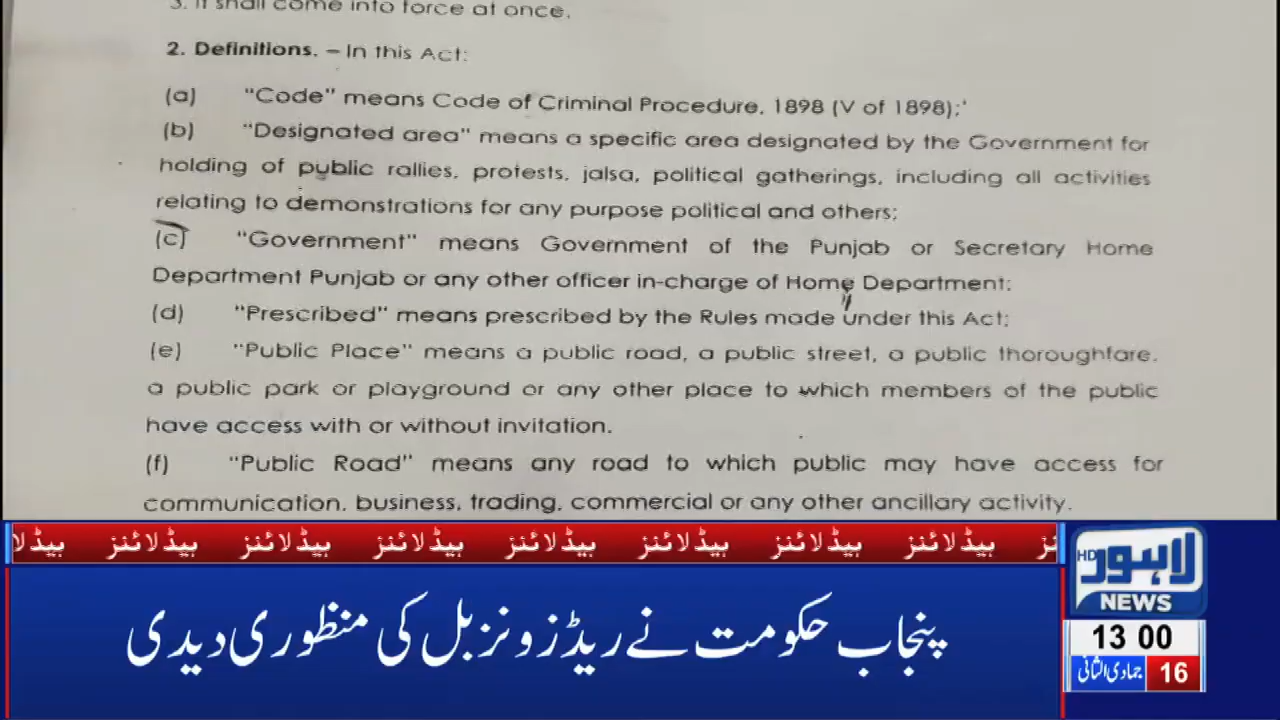 3. It shall come into force at once.
2. Definitions. – In this Act:
(a) "Code" means Code of Criminal Procedure, 1898 (V of 1898);'
(b) "Designated area" means a specific area designated by the Government for
holding of public rallies, protests, jalsa, political gatherings, including all activities
relating to demonstrations for any purpose political and others;
(c) "Government" means Government of the Punjab or Secretary Home
Department Punjab or any other officer in-charge of Home Department;
(d) "Prescribed" means prescribed by the Rules made under this Act;
(e) "Public Place" means a public road, a public street, a public thoroughfare,
a public park or playground or any other place to which members of the public
have access with or without invitation.
(f) "Public Road" means any road to which public may have access for
communication, business, trading, commercial or any other ancillary activity.
ہیڈلائنز ہیڈلائنز ہیڈلائنز ہیڈلائنز ہیڈلائنز ہیڈلائنز ہیڈلائنز
پنجاب حکومت نے ریڈ زونز بل کی منظوری دیدی
لاہور HD
NEWS
13 00
جمادی الثانی 16